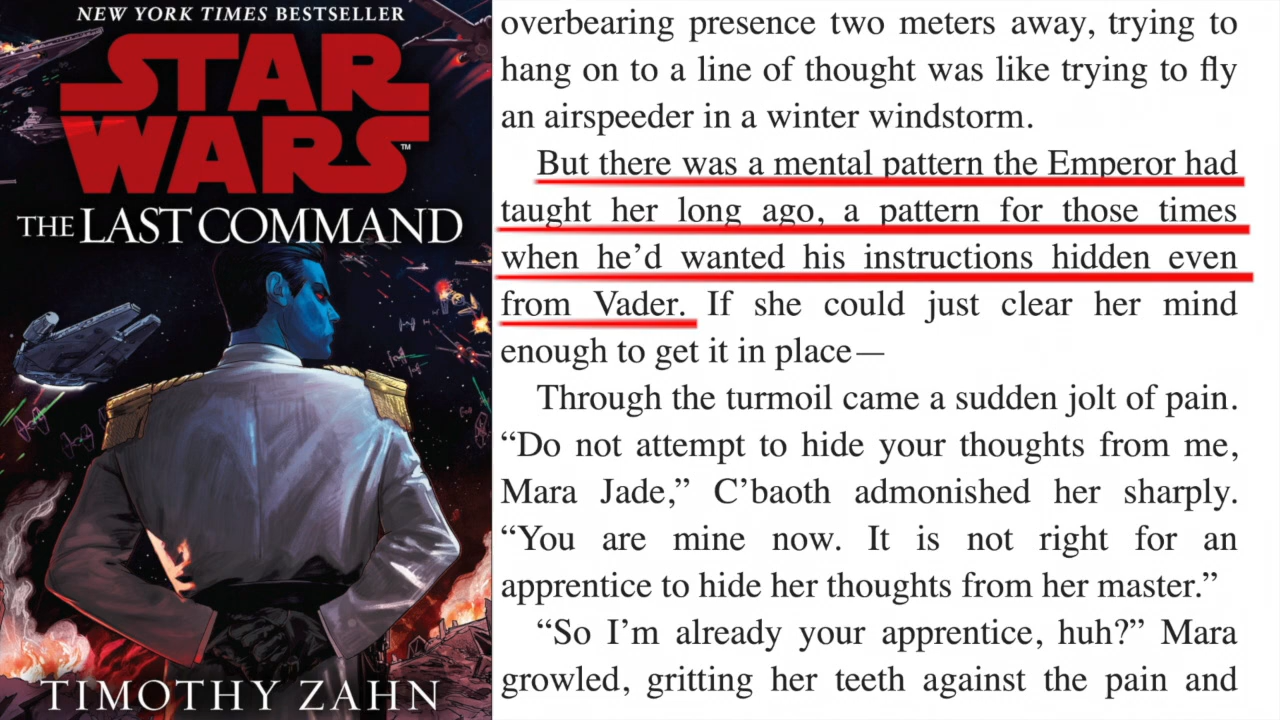 NEW YORK TIMES BESTSELLER
STAR
WARS™
THE LAST COMMAND
TIMOTHY ZAHN
overbearing presence two meters away, trying to
hang on to a line of thought was like trying to fly
an airspeeder in a winter windstorm.
But there was a mental pattern the Emperor had
taught her long ago, a pattern for those times
when he’d wanted his instructions hidden even
from Vader. If she could just clear her mind
enough to get it in place—
Through the turmoil came a sudden jolt of pain.
“Do not attempt to hide your thoughts from me,
Mara Jade,” C’baoth admonished her sharply.
“You are mine now. It is not right for an
apprentice to hide her thoughts from her master.”
“So I’m already your apprentice, huh?” Mara
growled, gritting her teeth against the pain and